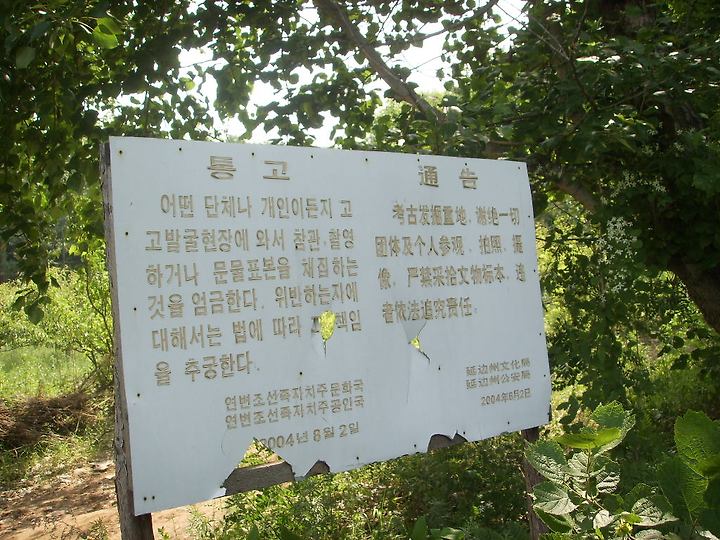 통고
어떤 단체나 개인이든지 고
고발굴현장에 와서 참관, 촬영
하거나 문물표본을 채집하는
것을 엄금한다. 위반하는자에
대해서는 법에 따라 책임
을 추궁한다.
연변조선족자치주문화국
연변조선족자치주공안국
2004년 8월 2일
通告
考古发掘重地，谢绝一切
团体及个人参观、拍照、摄
像，严禁采拾文物标本，违
者依法追究责任。
延边州文化局
延边州公安局
2004年8月2日